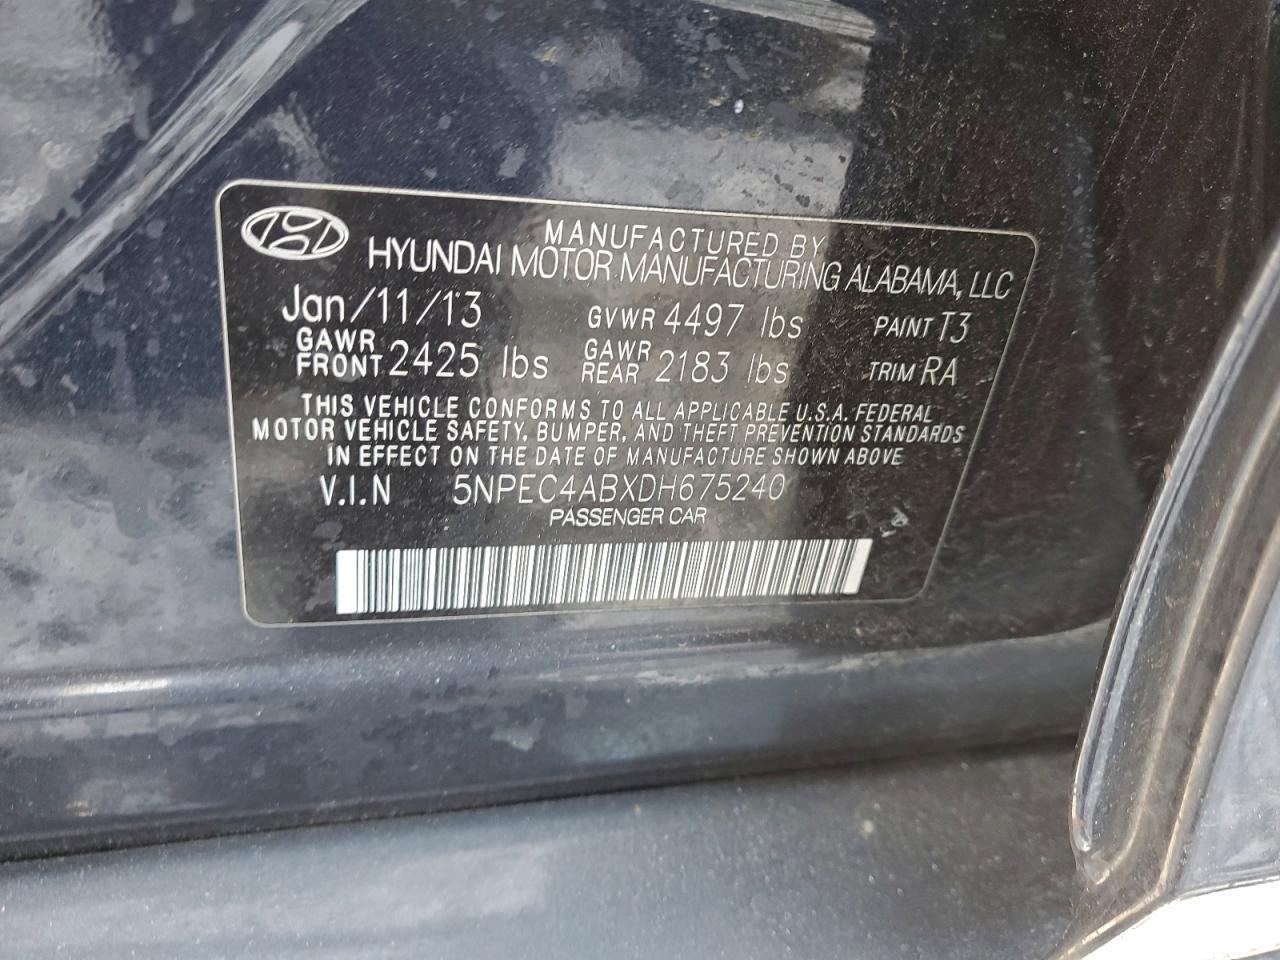 MANUFACTURED BY
HYUNDAI MOTOR MANUFACTURING ALABAMA, LLC
Jan/11/13 GVWR 4497 lbs PAINT T3
GAWR FRONT 2425 lbs GAWR REAR 2183 lbs TRIM RA
THIS VEHICLE CONFORMS TO ALL APPLICABLE U.S.A. FEDERAL
MOTOR VEHICLE SAFETY, BUMPER, AND THEFT PREVENTION STANDARDS
IN EFFECT ON THE DATE OF MANUFACTURE SHOWN ABOVE
V.I.N 5NPEC4ABXDH675240
PASSENGER CAR